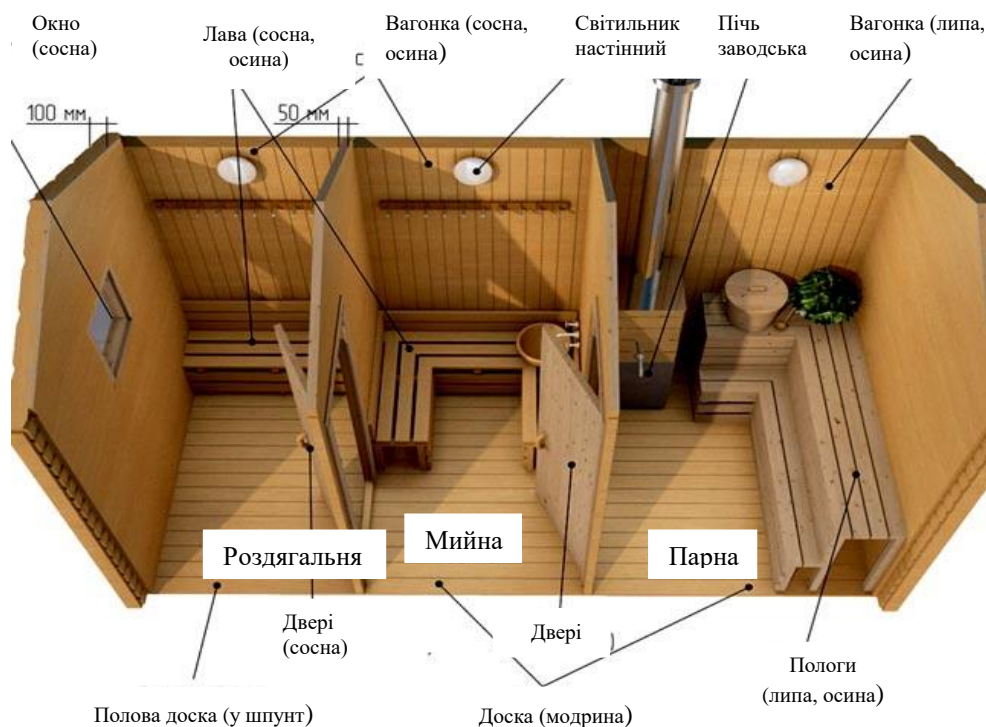 Окно
(сосна)
Лава (сосна,
осина)
Вагонка (сосна,
осина)
Світильник
настінний
Пічь
заводська
Вагонка (липа,
осина)
100 мм
50 мм
Роздягальня
Мийна
Парна
Двері
(сосна)
Двері
Пологи
(липа, осина)
Полова доска (у шпунт)
Доска (модрина)